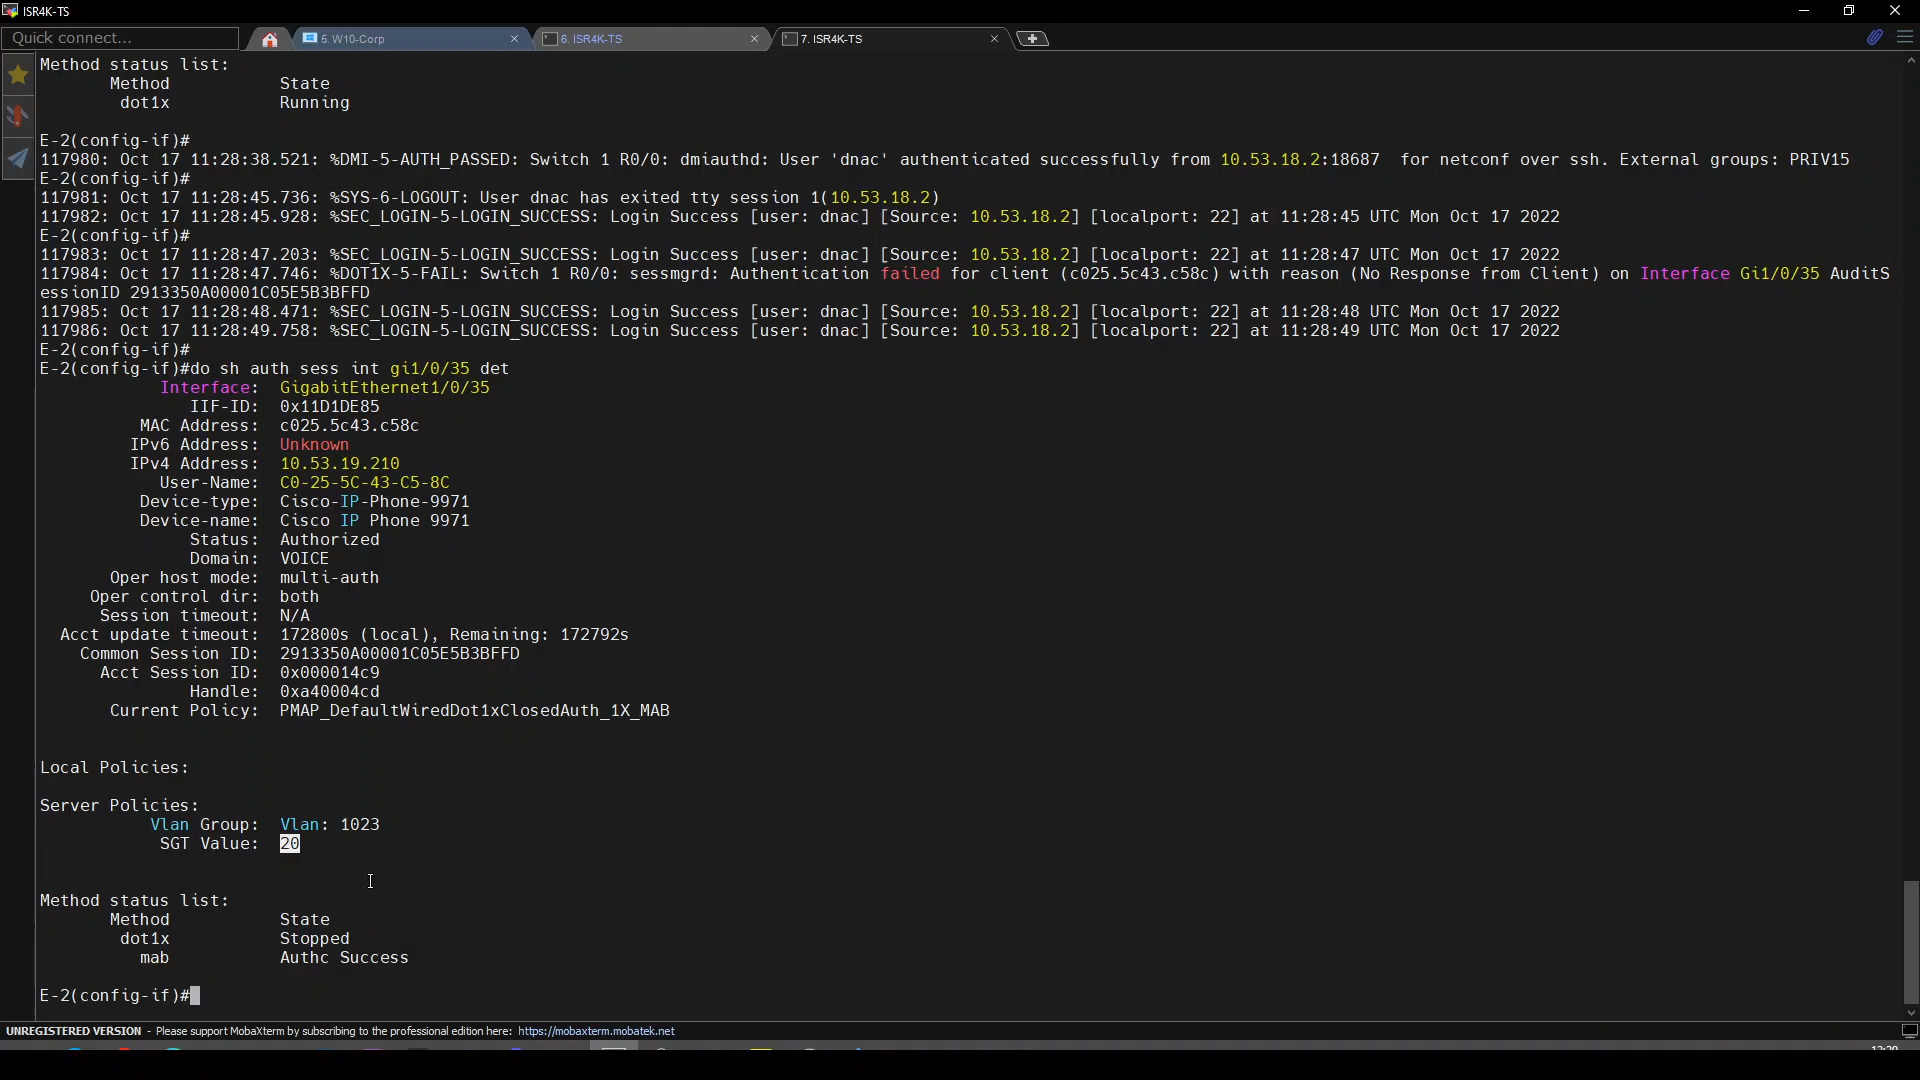 ISR4K-TS
Quick connect...
5. W10-Corp
6. ISR4K-TS
7. ISR4K-TS
Method status list:
Method State
dot1x Running
E-2(config-if)#
117980: Oct 17 11:28:38.521: %DMI-5-AUTH_PASSED: Switch 1 R0/0: dmiauthd: User 'dnac' authenticated successfully from 10.53.18.2:18687 for netconf over ssh. External groups: PRIV15
E-2(config-if)#
117981: Oct 17 11:28:45.736: %SYS-6-LOGOUT: User dnac has exited tty session 1(10.53.18.2)
117982: Oct 17 11:28:45.928: %SEC_LOGIN-5-LOGIN_SUCCESS: Login Success [user: dnac] [Source: 10.53.18.2] [localport: 22] at 11:28:45 UTC Mon Oct 17 2022
E-2(config-if)#
117983: Oct 17 11:28:47.203: %SEC_LOGIN-5-LOGIN_SUCCESS: Login Success [user: dnac] [Source: 10.53.18.2] [localport: 22] at 11:28:47 UTC Mon Oct 17 2022
117984: Oct 17 11:28:47.746: %DOT1X-5-FAIL: Switch 1 R0/0: sessmgrd: Authentication failed for client (c025.5c43.c58c) with reason (No Response from Client) on Interface Gi1/0/35 AuditS
essionID 2913350A00001C05E5B3BFFD
117985: Oct 17 11:28:48.471: %SEC_LOGIN-5-LOGIN_SUCCESS: Login Success [user: dnac] [Source: 10.53.18.2] [localport: 22] at 11:28:48 UTC Mon Oct 17 2022
117986: Oct 17 11:28:49.758: %SEC_LOGIN-5-LOGIN_SUCCESS: Login Success [user: dnac] [Source: 10.53.18.2] [localport: 22] at 11:28:49 UTC Mon Oct 17 2022
E-2(config-if)#
E-2(config-if)#do sh auth sess int gi1/0/35 det
Interface: GigabitEthernet1/0/35
IIF-ID: 0x11D1DE85
MAC Address: c025.5c43.c58c
IPv6 Address: Unknown
IPv4 Address: 10.53.19.210
User-Name: C0-25-5C-43-C5-8C
Device-type: Cisco-IP-Phone-9971
Device-name: Cisco IP Phone 9971
Status: Authorized
Domain: VOICE
Oper host mode: multi-auth
Oper control dir: both
Session timeout: N/A
Acct update timeout: 172800s (local), Remaining: 172792s
Common Session ID: 2913350A00001C05E5B3BFFD
Acct Session ID: 0x000014c9
Handle: 0xa40004cd
Current Policy: PMAP_DefaultWiredDot1xClosedAuth_1X_MAB
Local Policies:
Server Policies:
Vlan Group: Vlan: 1023
SGT Value: 20
Method status list:
Method State
dot1x Stopped
mab Authc Success
E-2(config-if)#
UNREGISTERED VERSION - Please support MobaXterm by subscribing to the professional edition here: https://mobaxterm.mobatek.net